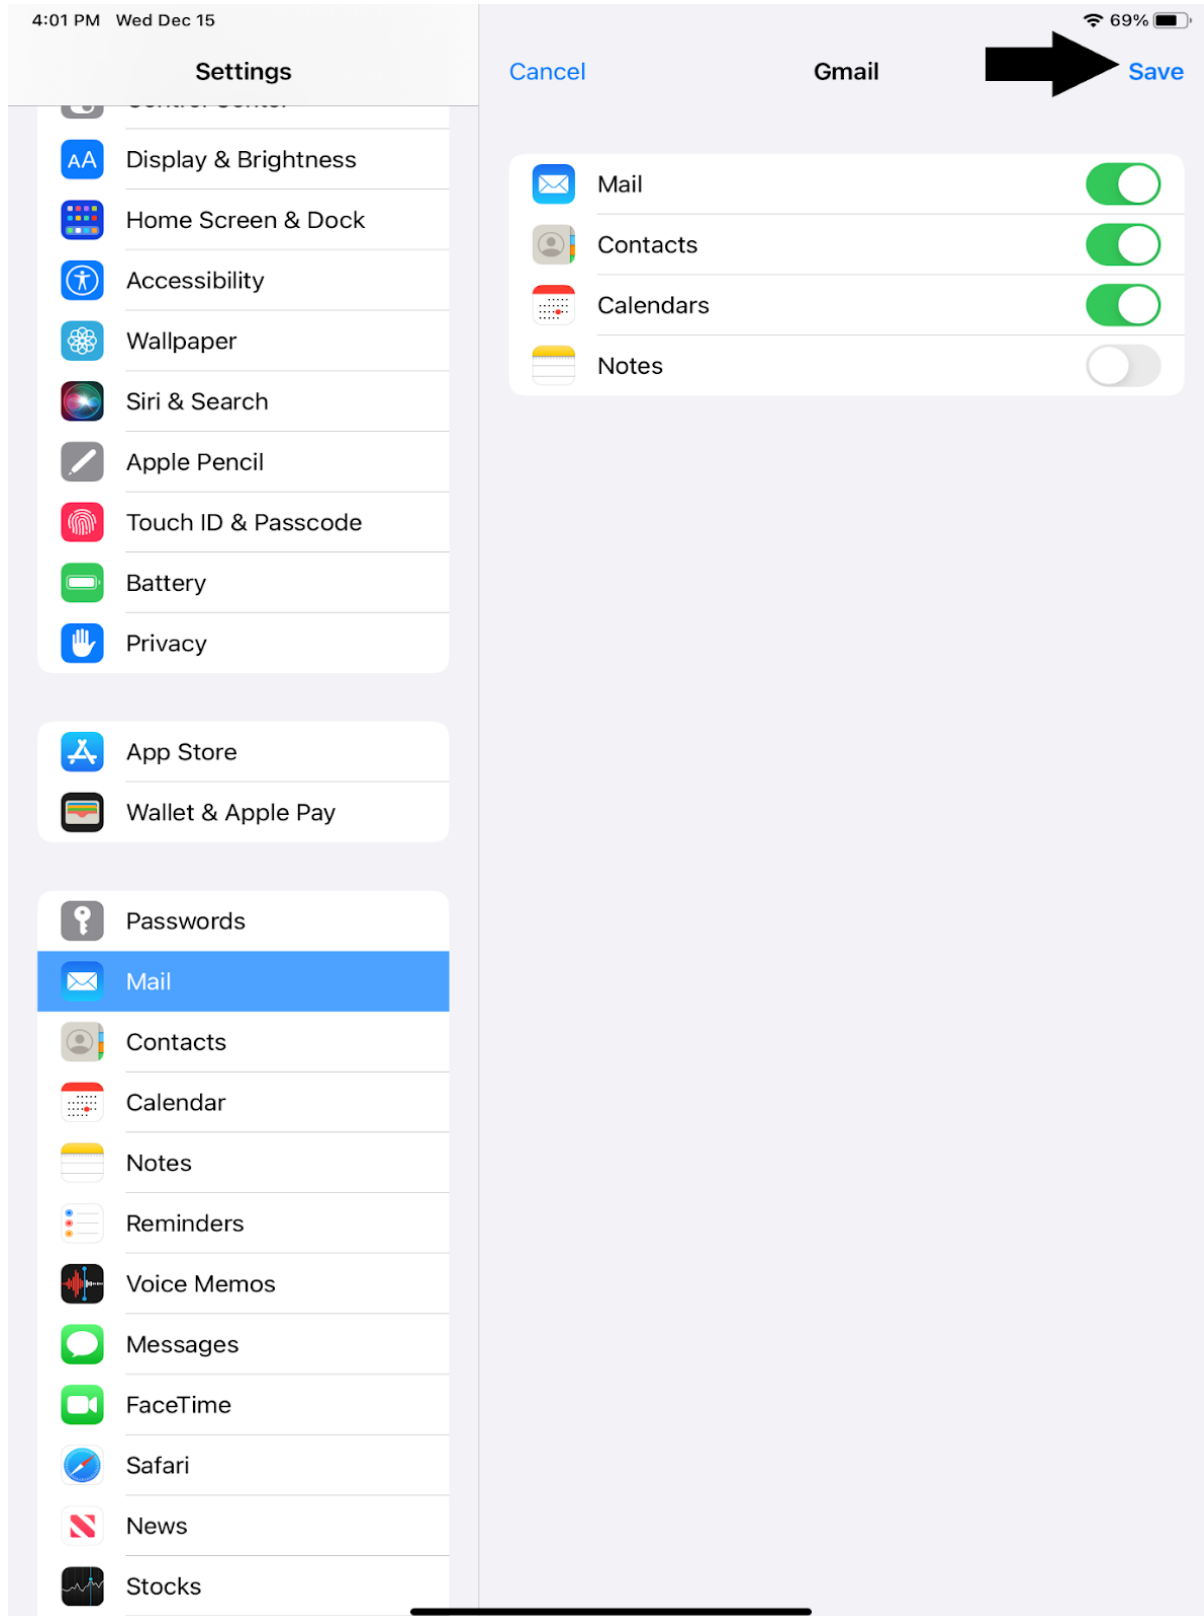 4:01 PM Wed Dec 15
69%
Settings
Display & Brightness
Home Screen & Dock
Accessibility
Wallpaper
Siri & Search
Apple Pencil
Touch ID & Passcode
Battery
Privacy
App Store
Wallet & Apple Pay
Passwords
Mail
Contacts
Calendar
Notes
Reminders
Voice Memos
Messages
FaceTime
Safari
News
Stocks
Cancel Gmail Save
Mail
Contacts
Calendars
Notes